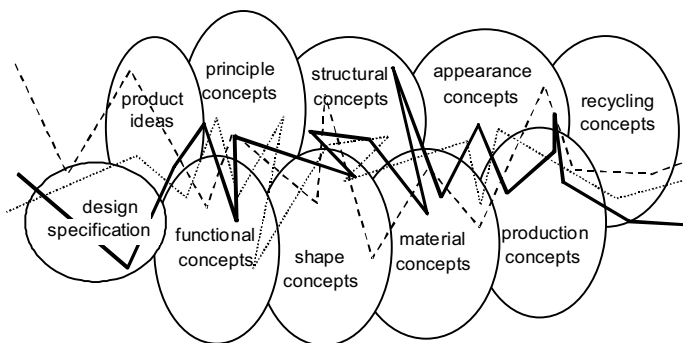 product
ideas
principle
concepts
structural
concepts
appearance
concepts
recycling
concepts
design
specification
functional
concepts
shape
concepts
material
concepts
production
concepts